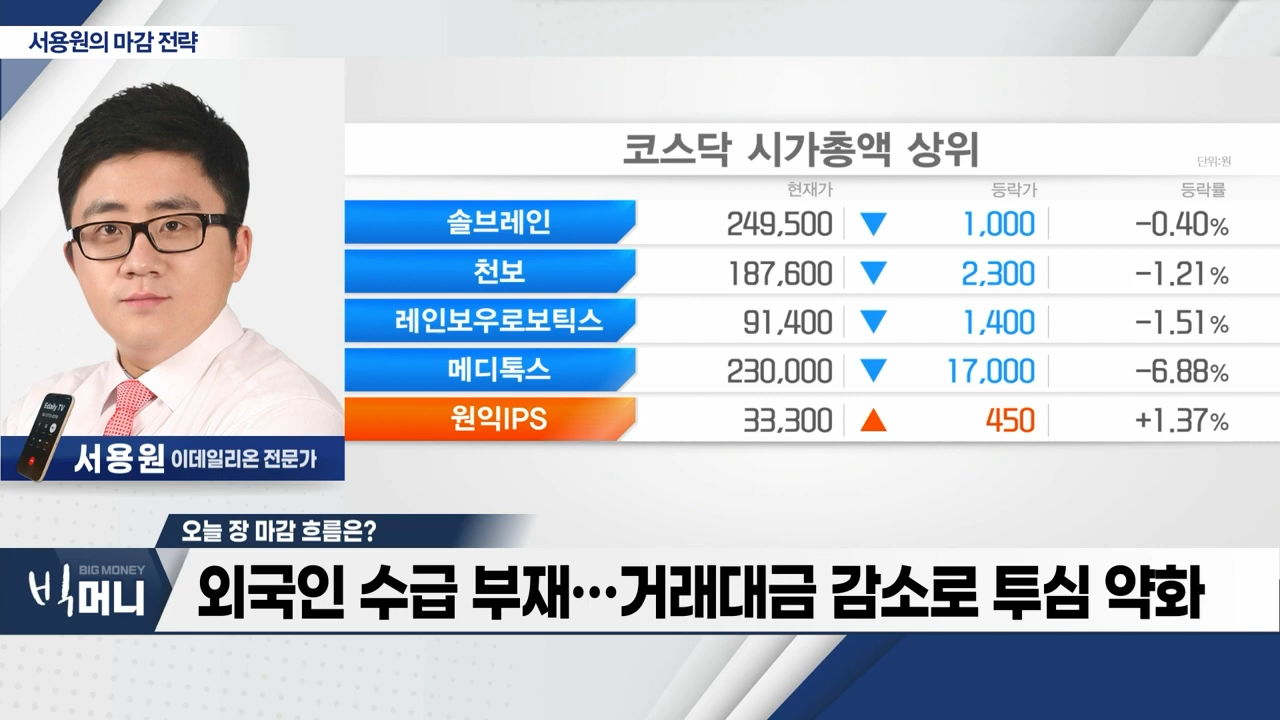 서용원의 마감 전략
코스닥 시가총액 상위
단위:원
현재가 등락가 등락률
솔브레인 249,500 ▼ 1,000 -0.40%
천보 187,600 ▼ 2,300 -1.21%
레인보우로보틱스 91,400 ▼ 1,400 -1.51%
메디톡스 230,000 ▼ 17,000 -6.88%
원익IPS 33,300 ▲ 450 +1.37%
Edaily TV
서용원 이데일리온 전문가
오늘 장 마감 흐름은?
BIG MONEY
빅머니
외국인 수급 부재…거래대금 감소로 투심 약화